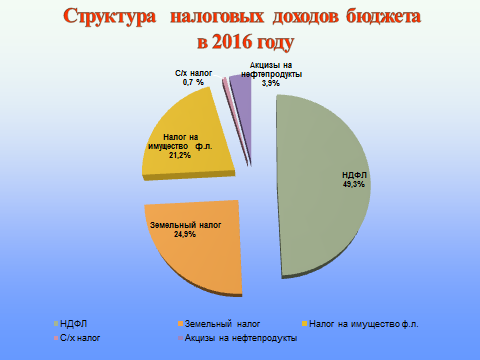 Структура налоговых доходов бюджета
в 2016 году
Акцизы на
нефтепродукты
3,9%
С/х налог
0,7 %
Налог на
имущество ф.л.
21,2%
НДФЛ
49,3%
Земельный налог
24,9%
НДФЛ
Земельный налог
Налог на имущество ф.л.
С/х налог
Акцизы на нефтепродукты